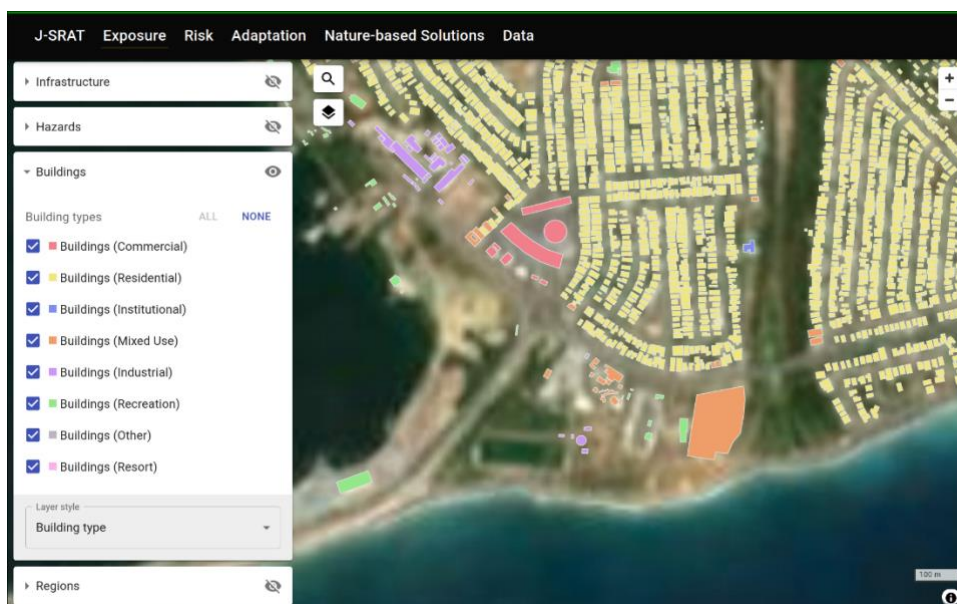 J-SRAT Exposure Risk Adaptation Nature-based Solutions Data
Infrastructure
Hazards
Buildings
Building types ALL NONE
Buildings (Commercial)
Buildings (Residential)
Buildings (Institutional)
Buildings (Mixed Use)
Buildings (Industrial)
Buildings (Recreation)
Buildings (Other)
Buildings (Resort)
Layer style
Building type
Regions
100 m